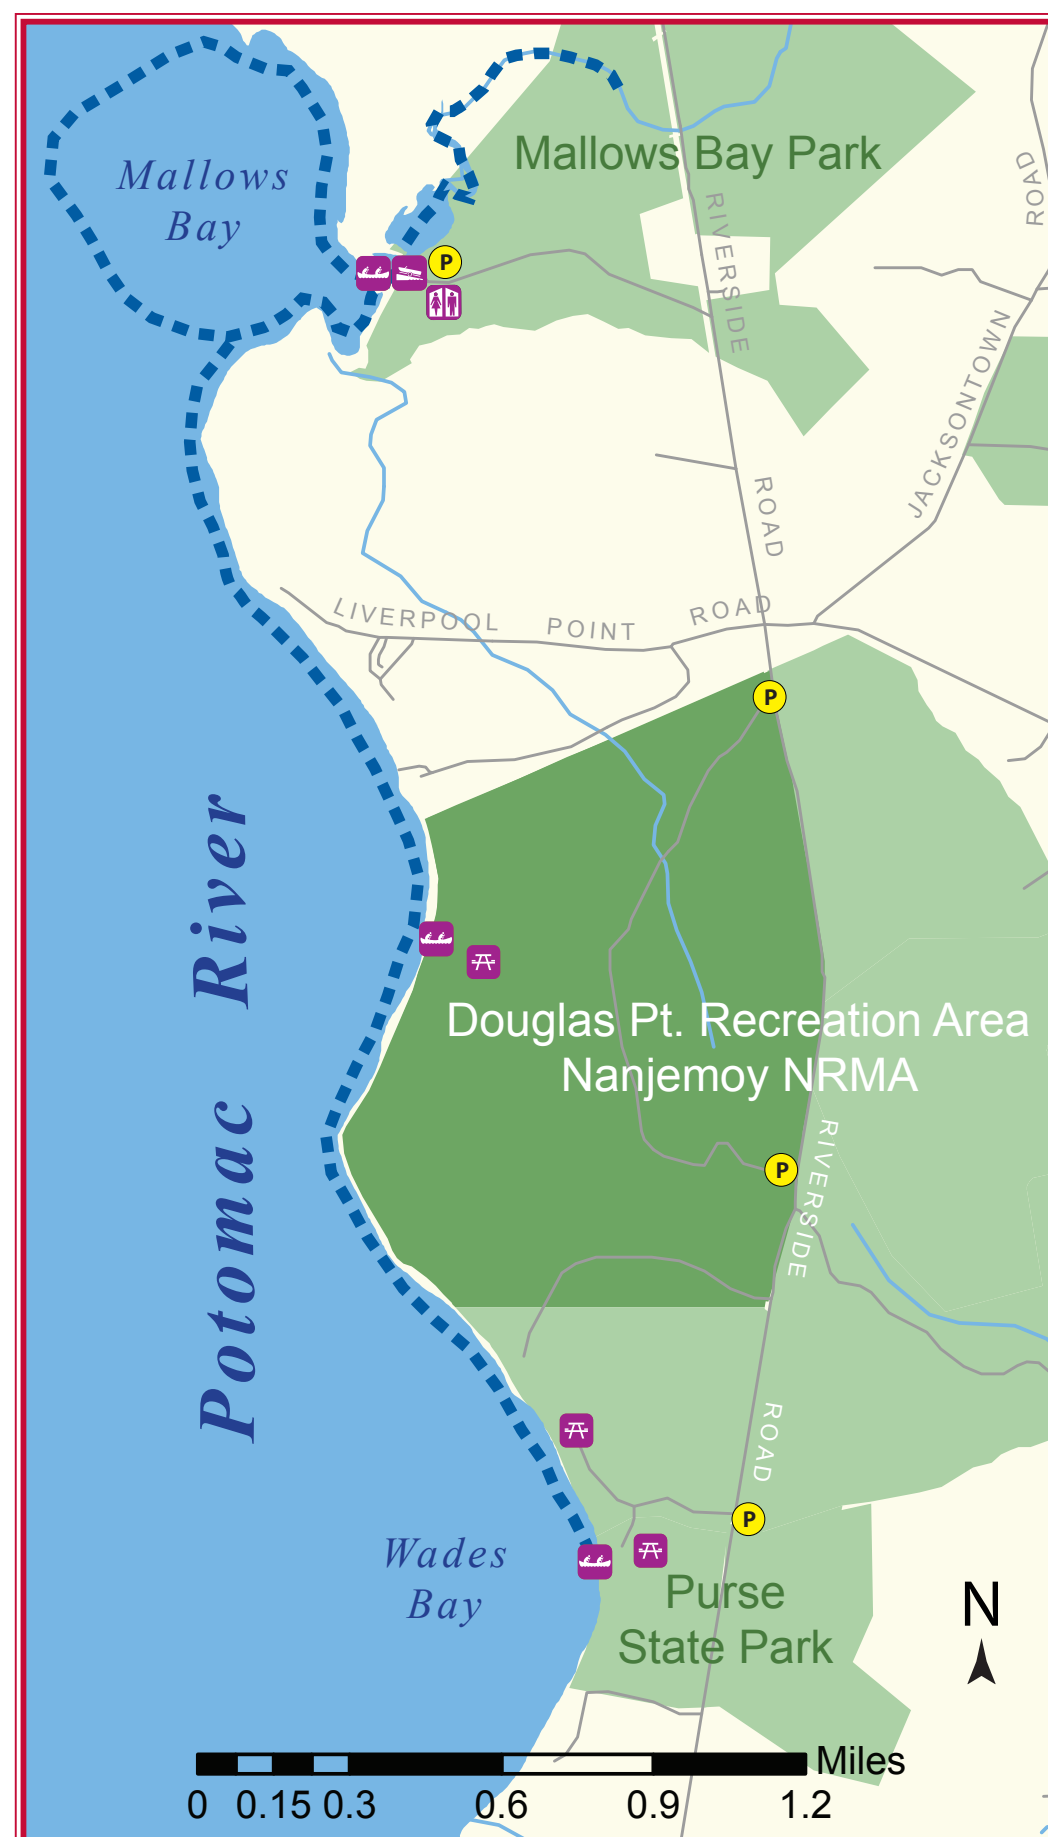 Mallows
Bay
Mallows Bay Park
P
RIVERSIDE
ROAD
ROAD
JACKSONTOWN
LIVERPOOL POINT ROAD
P
Potomac River
Douglas Pt. Recreation Area
Nanjemoy NRMA
RIVERSIDE
P
ROAD
P
Wades
Bay
Purse
State Park
N
Miles
0 0.15 0.3 0.6 0.9 1.2